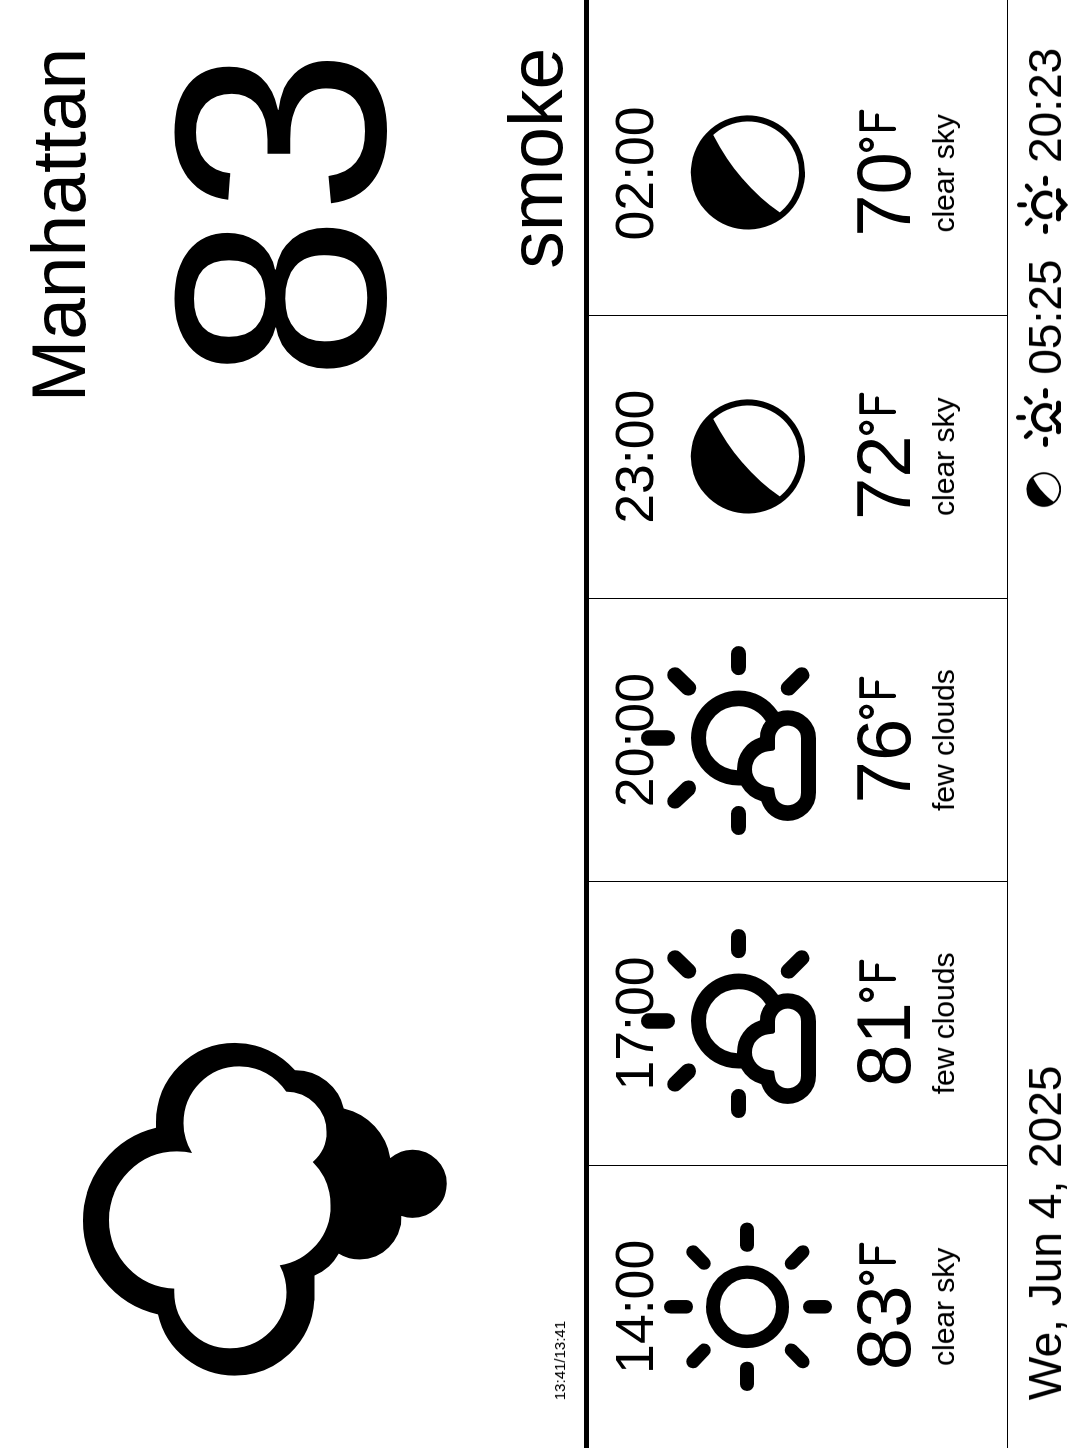 Manhattan
83
smoke
13:41/13:41
14:00 17:00 20:00 23:00 02:00
83°F 81°F 76°F 72°F 70°F
clear sky few clouds few clouds clear sky clear sky
We, Jun 4, 2025 05:25 20:23